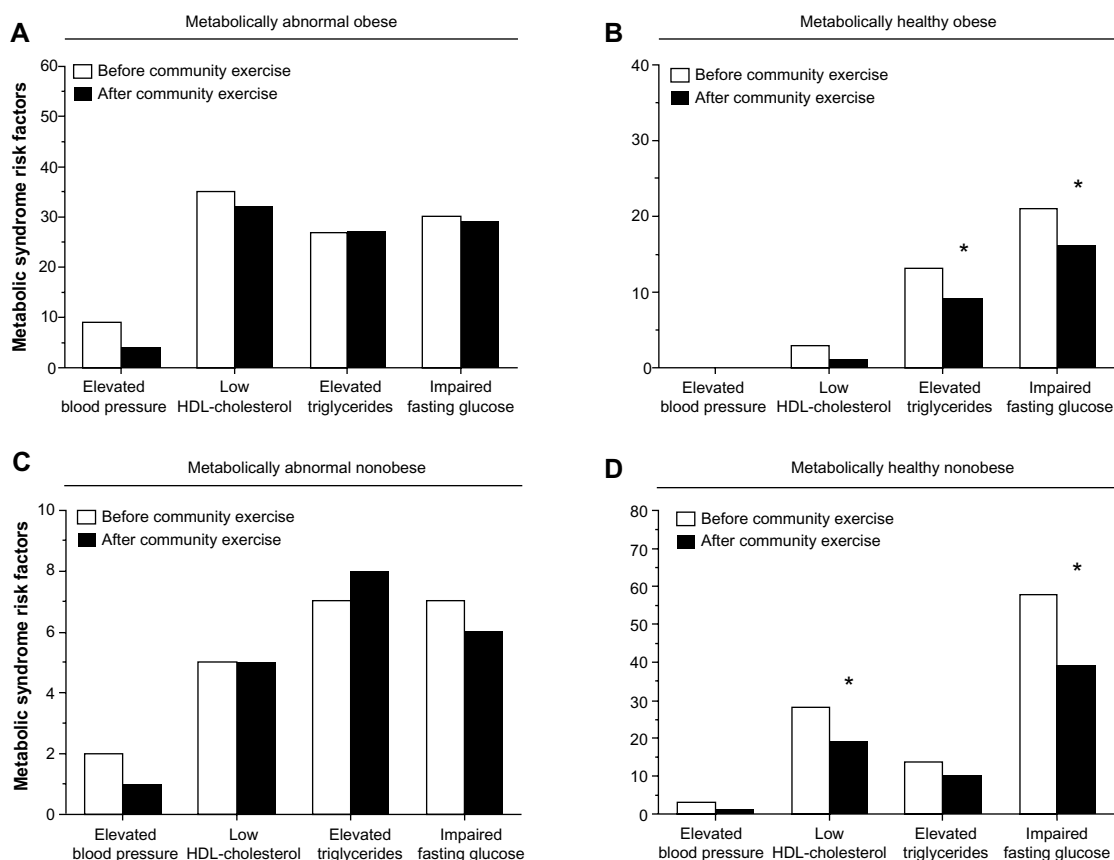 A
Metabolically abnormal obese
Metabolic syndrome risk factors
60
50
40
30
20
10
0
Before community exercise
After community exercise
Elevated
blood pressure
Low
HDL-cholesterol
Elevated
triglycerides
Impaired
fasting glucose
B
Metabolically healthy obese
40
30
20
10
0
Before community exercise
After community exercise
*
*
Elevated
blood pressure
Low
HDL-cholesterol
Elevated
triglycerides
Impaired
fasting glucose
C
Metabolically abnormal nonobese
Metabolic syndrome risk factors
10
8
6
4
2
0
Before community exercise
After community exercise
Elevated
blood pressure
Low
HDL-cholesterol
Elevated
triglycerides
Impaired
fasting glucose
D
Metabolically healthy nonobese
80
70
60
50
40
30
20
10
0
Before community exercise
After community exercise
*
*
Elevated
blood pressure
Low
HDL-cholesterol
Elevated
triglycerides
Impaired
fasting glucose